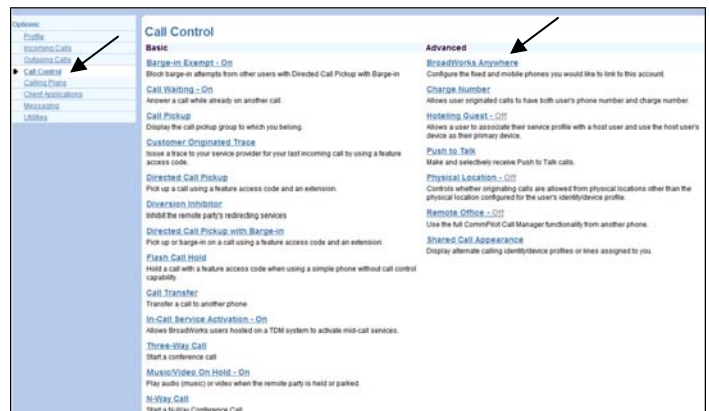 Options:
Profile
Incoming Calls
Outgoing Calls
Call Control
Calling Plans
Client Applications
Messaging
Utilities
Call Control
Basic
Barge-in Exempt - On
Block barge-in attempts from other users with Directed Call Pickup with Barge-in
Call Waiting - On
Answer a call while already on another call.
Call Pickup
Display the call pickup group to which you belong.
Customer Originated Trace
Issue a trace to your service provider for your last incoming call by using a feature
access code.
Directed Call Pickup
Pick up a call using a feature access code and an extension.
Diversion Inhibitor
Inhibit the remote party's redirecting services
Directed Call Pickup with Barge-in
Pick up or barge-in on a call using a feature access code and an extension.
Flash Call Hold
Hold a call with a feature access code when using a simple phone without call control
capability.
Call Transfer
Transfer a call to another phone.
In-Call Service Activation - On
Allows BroadWorks users hosted on a TDM system to activate mid-call services.
Three-Way Call
Start a conference call
Music/Video On Hold - On
Play audio (music) or video when the remote party is held or parked.
N-Way Call
Start a N-Way Conference Call.
Advanced
BroadWorks Anywhere
Configure the fixed and mobile phones you would like to link to this account.
Charge Number
Allows user originated calls to have both user's phone number and charge number.
Hoteling Guest - Off
Allows a user to associate their service profile with a host user and use the host user's
device as their primary device.
Push to Talk
Make and selectively receive Push to Talk calls.
Physical Location - Off
Controls whether originating calls are allowed from physical locations other than the
physical location configured for the user's identity/device profile.
Remote Office - Off
Use the full CommPilot Call Manager functionality from another phone.
Shared Call Appearance
Display alternate calling identity/device profiles or lines assigned to you.